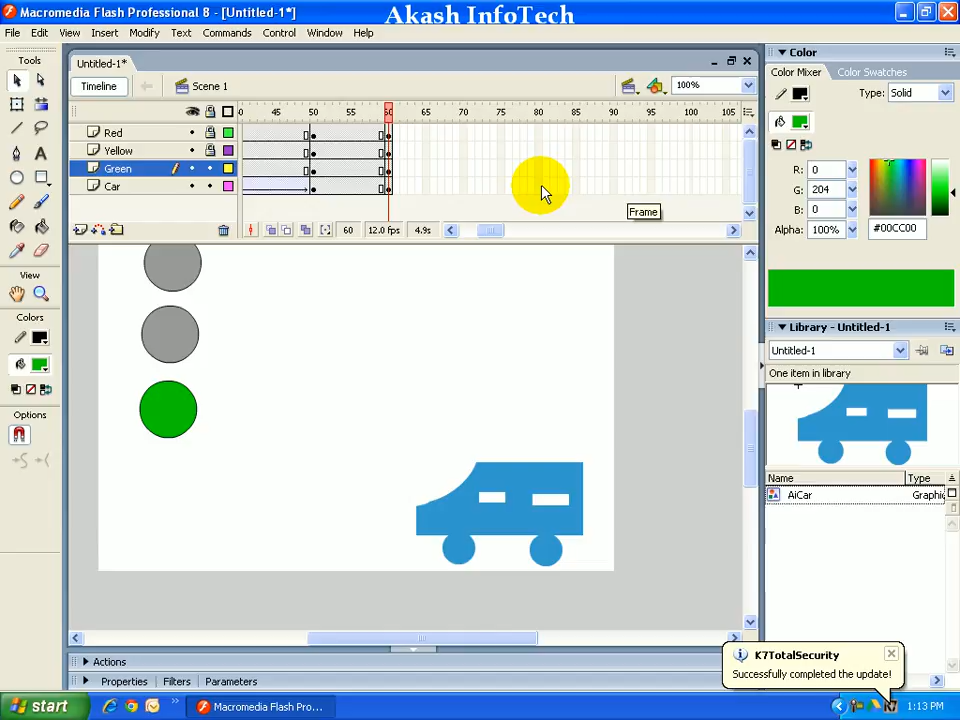 Macromedia Flash Professional 8 - [Untitled-1*]
Akash InfoTech
File Edit View Insert Modify Text Commands Control Window Help
Tools
View
Colors
Options
Untitled-1*
Timeline
Scene 1
100%
45 50 55 60 65 70 75 80 85 90 95 100 105
Red
Yellow
Green
Car
60 12.0 fps 4.9s
Frame
Color
Color Mixer Color Swatches
Type: Solid
R: 0
G: 204
B: 0
Alpha: 100% #00CC00
Library - Untitled-1
Untitled-1
One item in library
Name Type
AiCar Graphic
Actions
Properties Filters Parameters
K7TotalSecurity
Successfully completed the update!
start
Macromedia Flash Pro...
1:13 PM